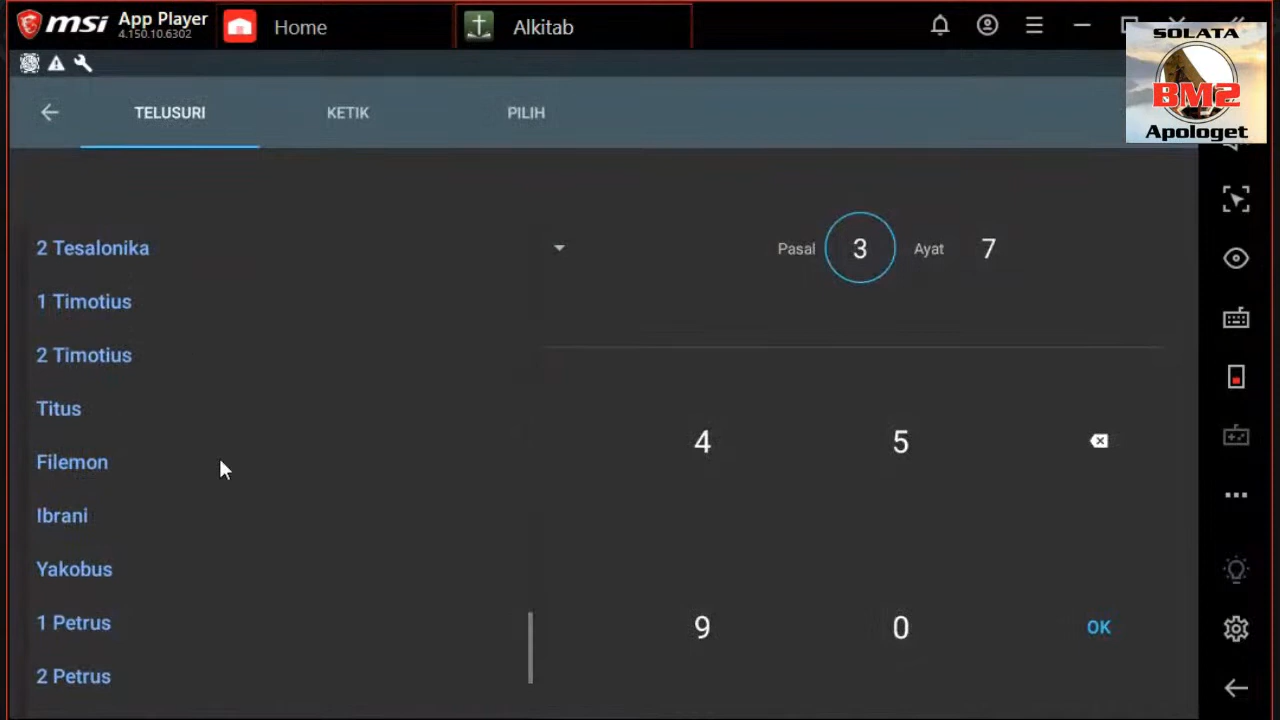 msi App Player
4.150.10.6302
Home
Alkitab
SOLATA
BM2
Apologet
TELUSURI
KETIK
PILIH
2 Tesalonika
Pasal 3 Ayat 7
1 Timotius
2 Timotius
Titus
4 5
Filemon
Ibrani
Yakobus
1 Petrus
9 0 OK
2 Petrus